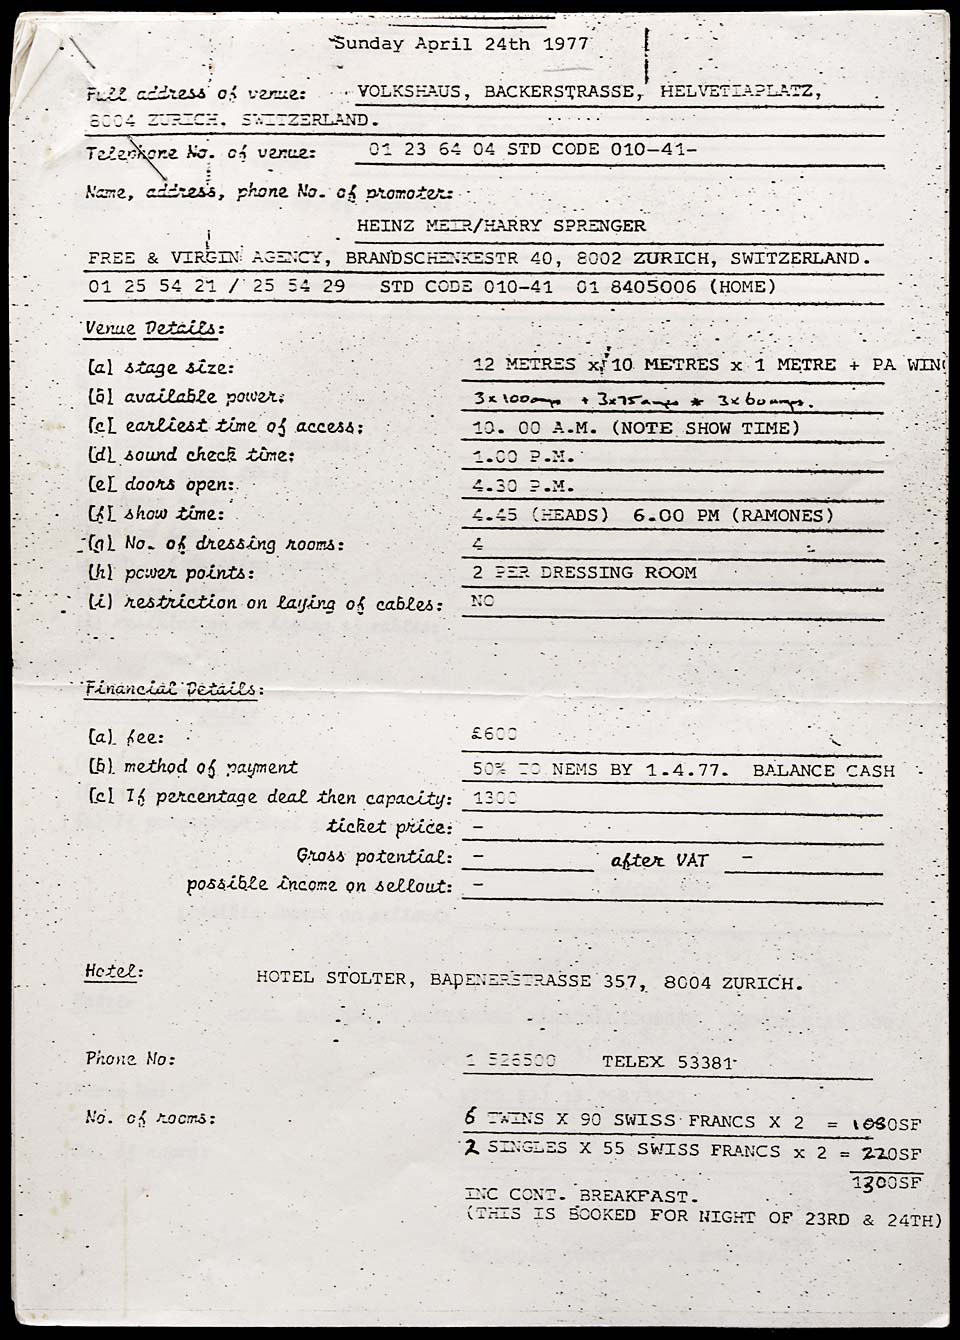 Sunday April 24th 1977
Full address of venue: VOLKSHAUS, BACKERSTRASSE, HELVETIAPLATZ,
8004 ZURICH. SWITZERLAND.
Telephone No. of venue: 01 23 64 04 STD CODE 010-41-
Name, address, phone No. of promoter:
HEINZ MEIR/HARRY SPRENGER
FREE & VIRGIN AGENCY, BRANDSCHENKESTR 40, 8002 ZURICH, SWITZERLAND.
01 25 54 21 / 25 54 29 STD CODE 010-41 01 8405006 (HOME)
Venue Details:
(a) stage size: 12 METRES x 10 METRES x 1 METRE + PA WING
(b) available power: 3x100amps + 3x75amps + 3x60amps.
(c) earliest time of access: 10. 00 A.M. (NOTE SHOW TIME)
(d) sound check time: 1.00 P.M.
(e) doors open: 4.30 P.M.
(f) show time: 4.45 (HEADS) 6.00 PM (RAMONES)
(g) No. of dressing rooms: 4
(h) power points: 2 PER DRESSING ROOM
(i) restriction on laying of cables: NO
Financial Details:
(a) fee: £600
(b) method of payment 50% TO NEMS BY 1.4.77. BALANCE CASH
(c) If percentage deal then capacity: 1300
ticket price: -
Gross potential: - after VAT -
possible income on sellout: -
Hotel: HOTEL STOLTER, BADENERSTRASSE 357, 8004 ZURICH.
Phone No: 1 526500 TELEX 53381
No. of rooms: 6 TWINS X 90 SWISS FRANCS X 2 = 1080SF
2 SINGLES X 55 SWISS FRANCS x 2 = 220SF
1300SF
INC CONT. BREAKFAST.
(THIS IS BOOKED FOR NIGHT OF 23RD & 24TH)